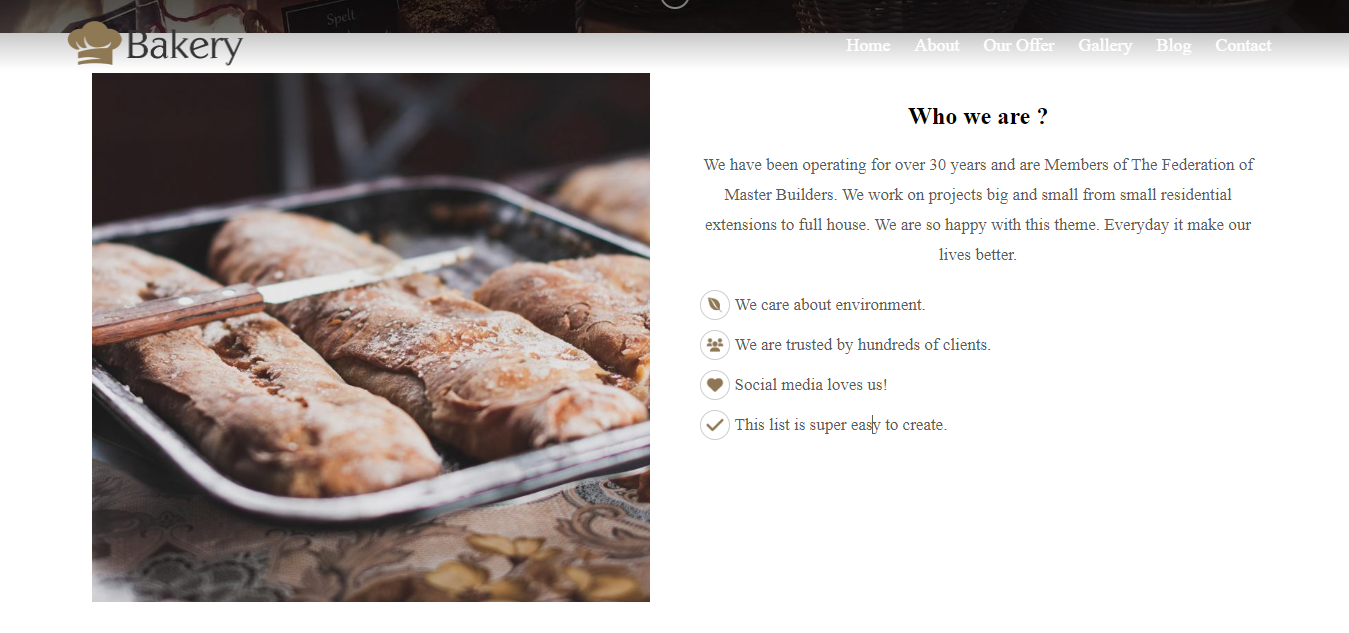 Spelt
Bakery
Home About Our Offer Gallery Blog Contact
Who we are ?
We have been operating for over 30 years and are Members of The Federation of
Master Builders. We work on projects big and small from small residential
extensions to full house. We are so happy with this theme. Everyday it make our
lives better.
We care about environment.
We are trusted by hundreds of clients.
Social media loves us!
This list is super easy to create.